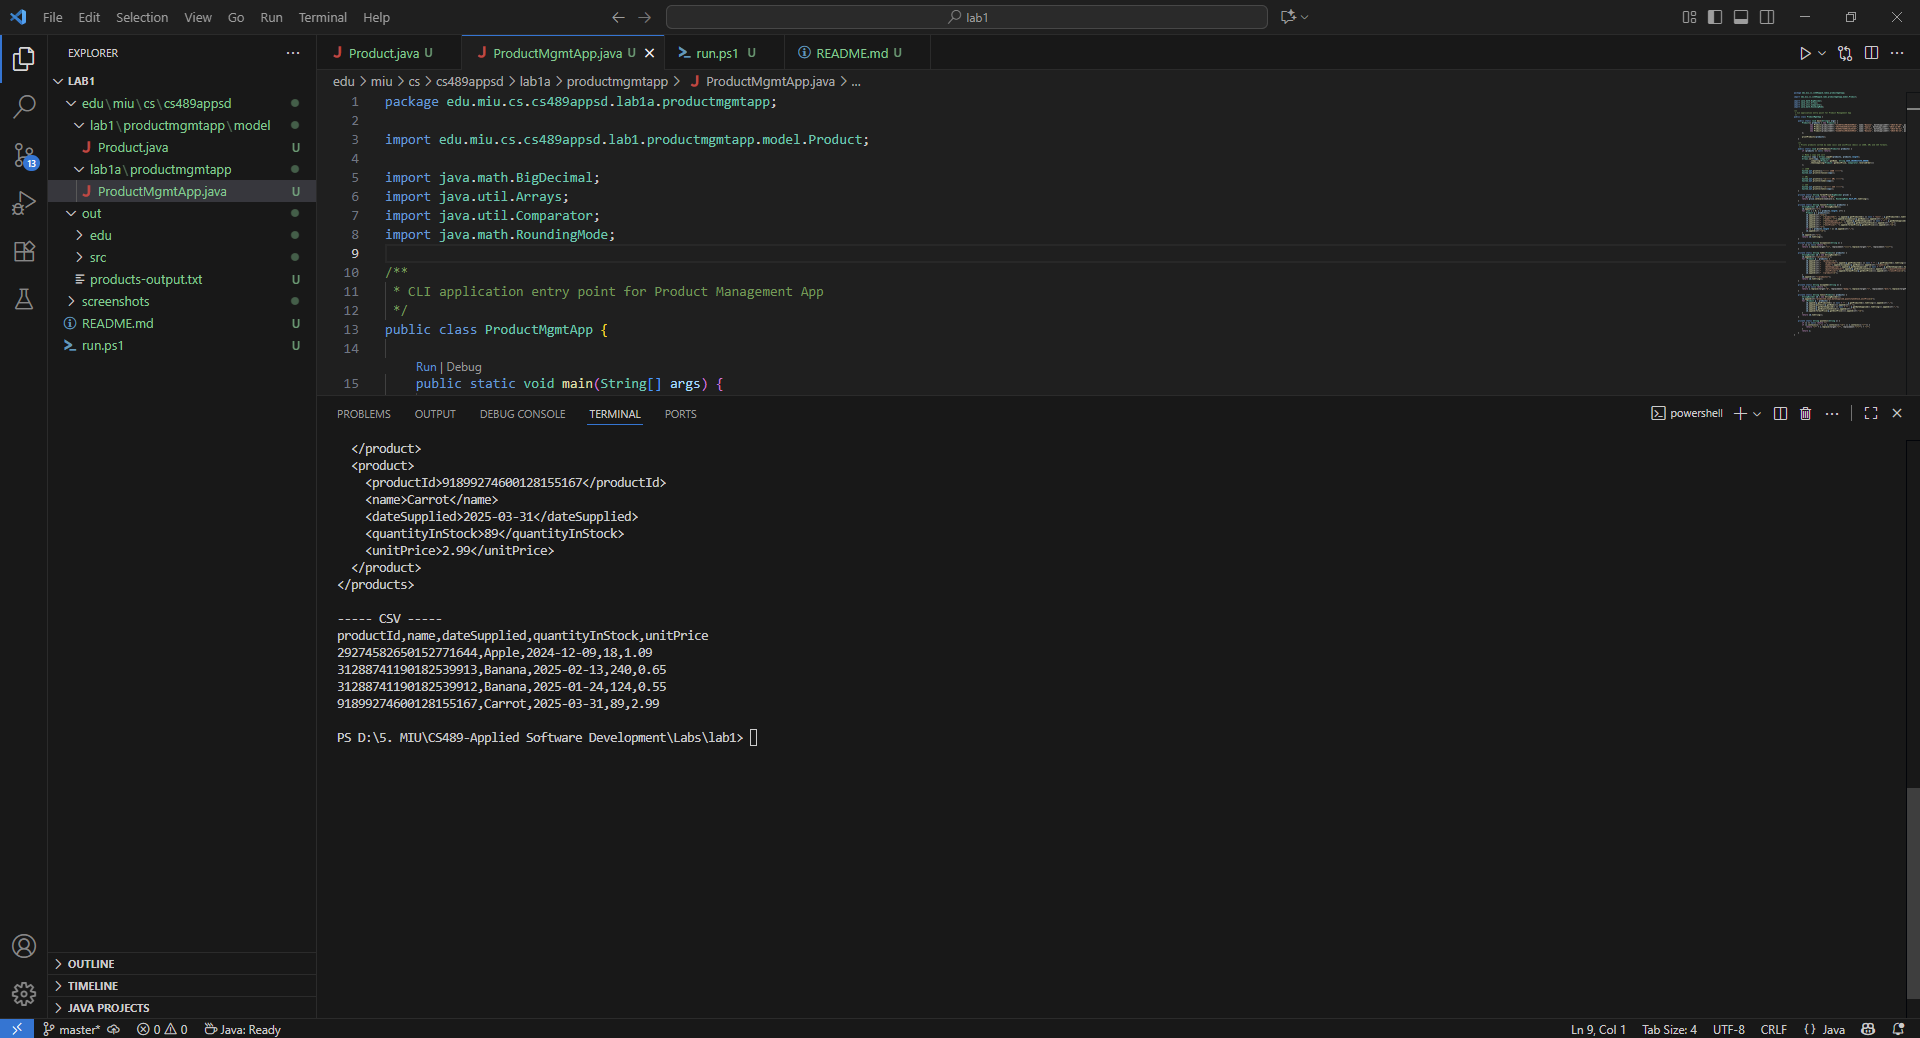 File Edit Selection View Go Run Terminal Help
lab1
EXPLORER
LAB1
edu\miu\cs\cs489appsd
lab1\productmgmtapp\model
Product.java U
lab1a\productmgmtapp
ProductMgmtApp.java U
out
edu
src
products-output.txt U
screenshots
README.md U
run.ps1 U
13
OUTLINE
TIMELINE
JAVA PROJECTS
Product.java U ProductMgmtApp.java U run.ps1 U README.md U
edu > miu > cs > cs489appsd > lab1a > productmgmtapp > ProductMgmtApp.java > ...
1 package edu.miu.cs.cs489appsd.lab1a.productmgmtapp;
2
3 import edu.miu.cs.cs489appsd.lab1.productmgmtapp.model.Product;
4
5 import java.math.BigDecimal;
6 import java.util.Arrays;
7 import java.util.Comparator;
8 import java.math.RoundingMode;
9
10 /**
11 * CLI application entry point for Product Management App
12 */
13 public class ProductMgmtApp {
14
Run | Debug
15 public static void main(String[] args) {
PROBLEMS OUTPUT DEBUG CONSOLE TERMINAL PORTS
powershell
</product>
<product>
<productId>91899274600128155167</productId>
<name>Carrot</name>
<dateSupplied>2025-03-31</dateSupplied>
<quantityInStock>89</quantityInStock>
<unitPrice>2.99</unitPrice>
</product>
</products>
----- CSV -----
productId,name,dateSupplied,quantityInStock,unitPrice
29274582650152771644,Apple,2024-12-09,18,1.09
31288741190182539913,Banana,2025-02-13,240,0.65
31288741190182539912,Banana,2025-01-24,124,0.55
91899274600128155167,Carrot,2025-03-31,89,2.99
PS D:\5. MIU\CS489-Applied Software Development\Labs\lab1>
master* 0 0 Java: Ready
Ln 9, Col 1 Tab Size: 4 UTF-8 CRLF {} Java